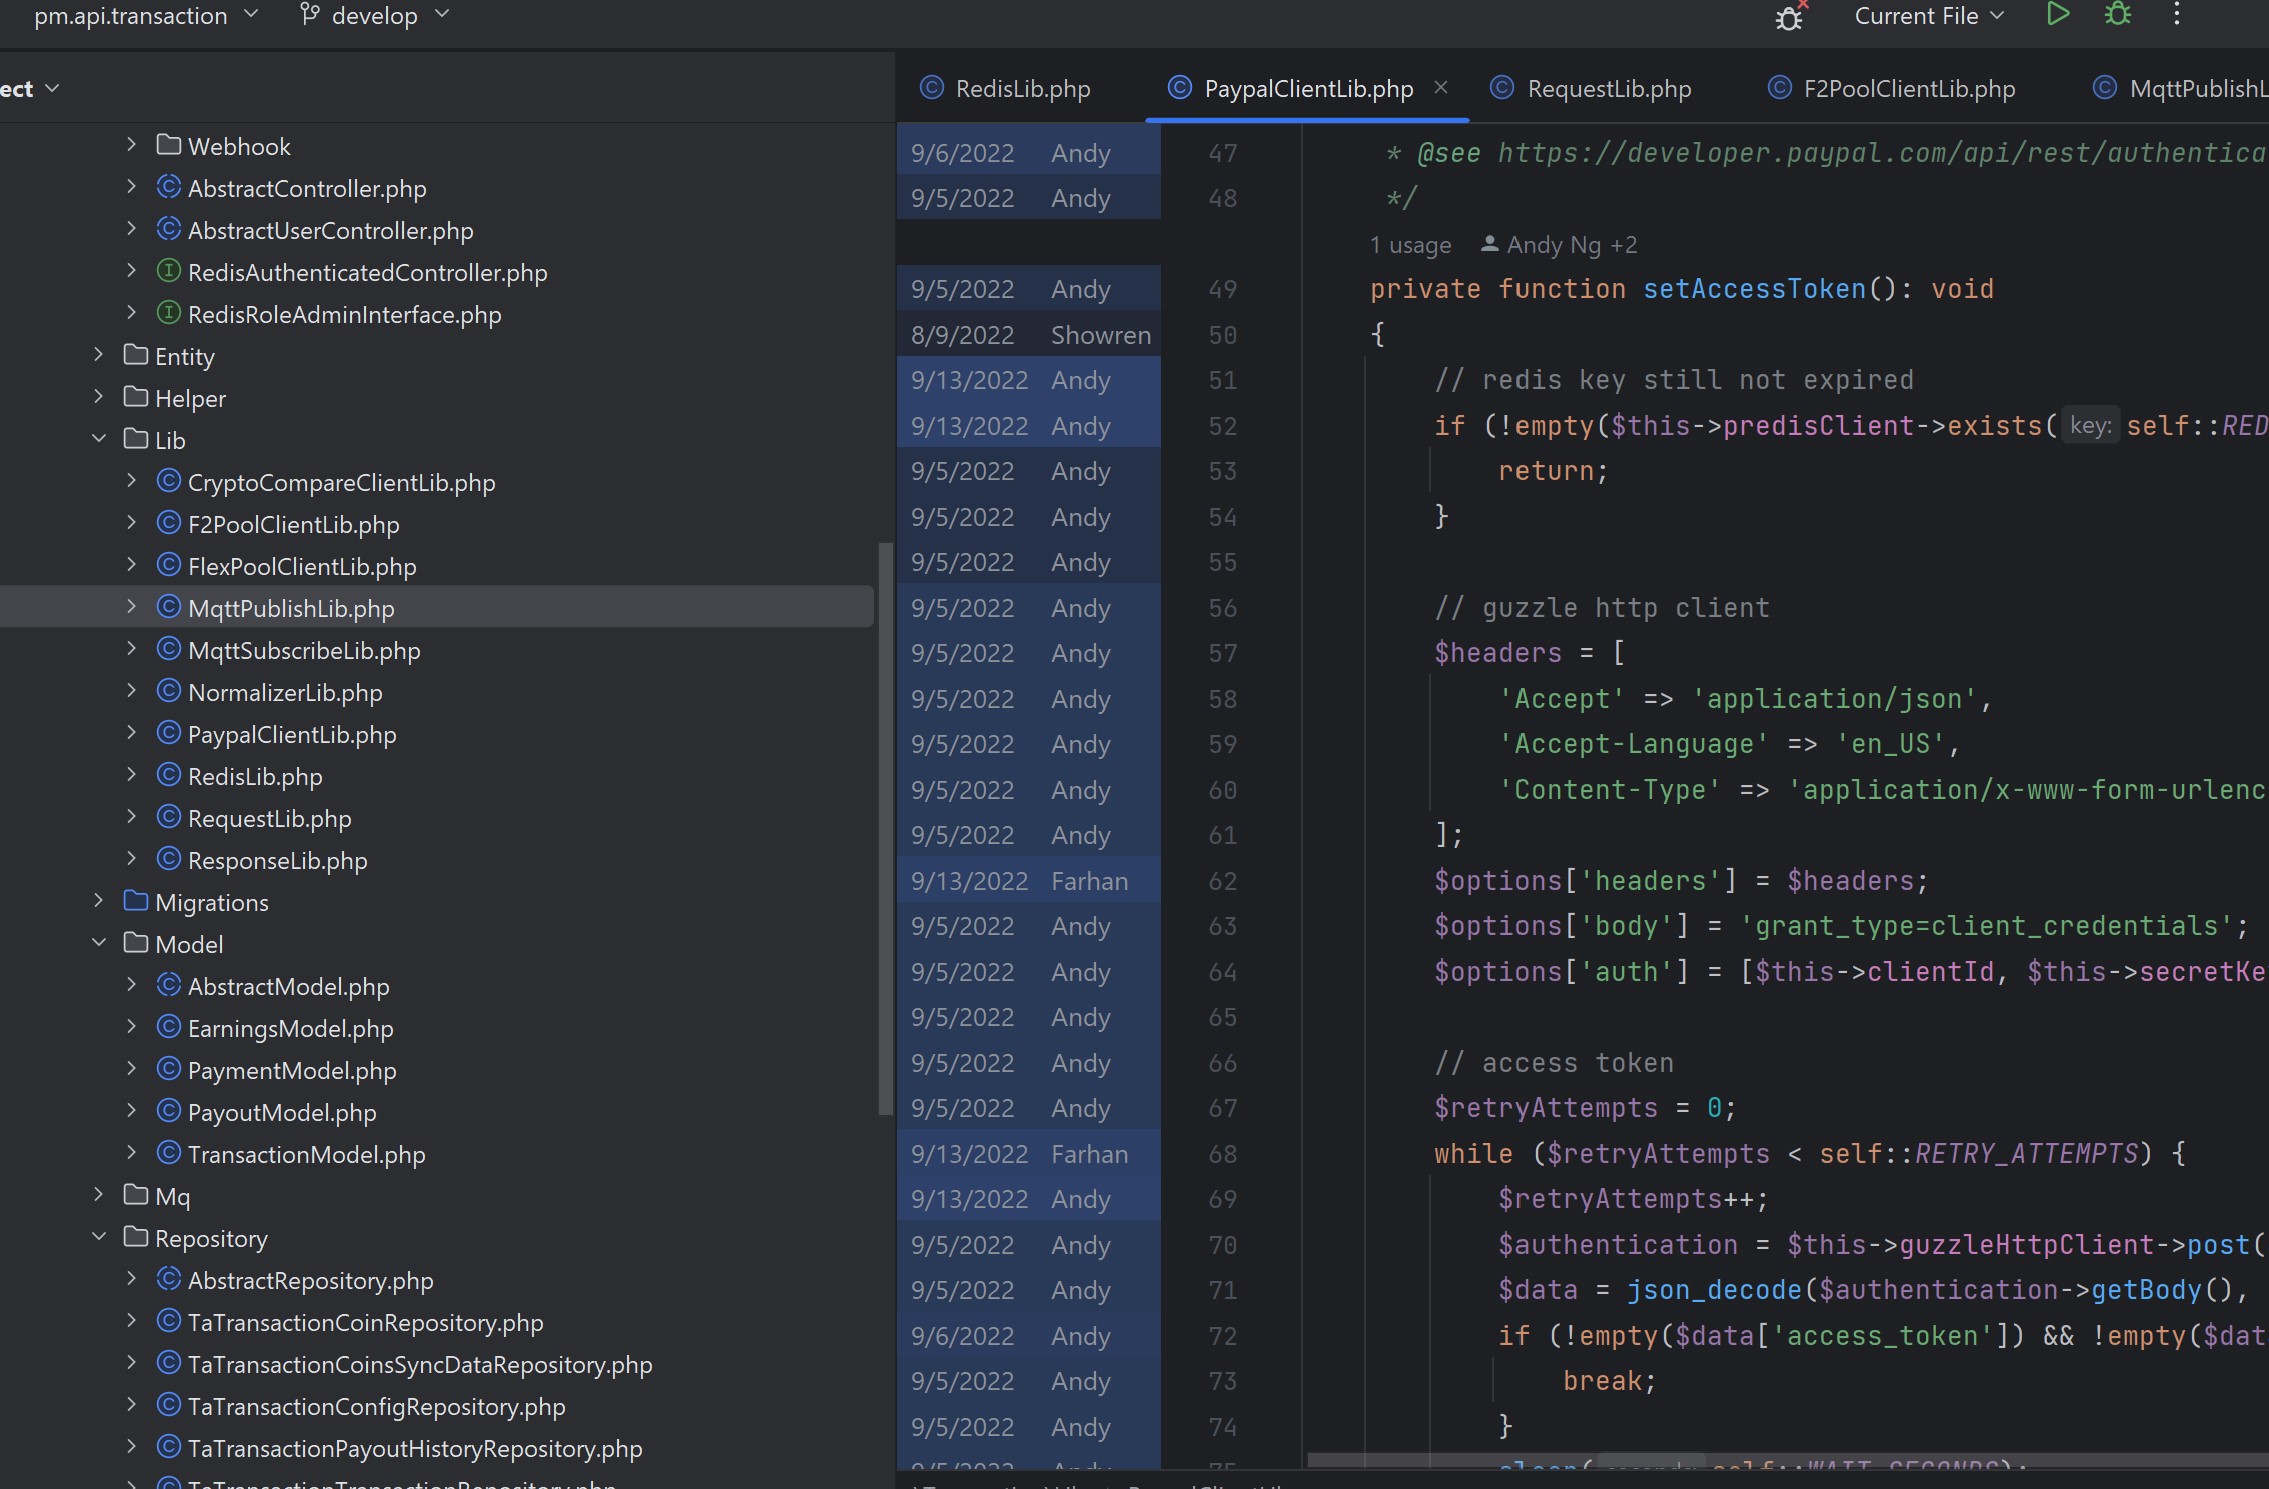 pm.api.transaction
develop
Current File
ect
RedisLib.php
PaypalClientLib.php
RequestLib.php
F2PoolClientLib.php
MqttPublishL
Webhook
AbstractController.php
AbstractUserController.php
RedisAuthenticatedController.php
RedisRoleAdminInterface.php
Entity
Helper
Lib
CryptoCompareClientLib.php
F2PoolClientLib.php
FlexPoolClientLib.php
MqttPublishLib.php
MqttSubscribeLib.php
NormalizerLib.php
PaypalClientLib.php
RedisLib.php
RequestLib.php
ResponseLib.php
Migrations
Model
AbstractModel.php
EarningsModel.php
PaymentModel.php
PayoutModel.php
TransactionModel.php
Mq
Repository
AbstractRepository.php
TaTransactionCoinRepository.php
TaTransactionCoinsSyncDataRepository.php
TaTransactionConfigRepository.php
TaTransactionPayoutHistoryRepository.php
TaTransactionTransactionRepository.php
9/6/2022 Andy 47 * @see https://developer.paypal.com/api/rest/authentica
9/5/2022 Andy 48 */
1 usage Andy Ng +2
9/5/2022 Andy 49 private function setAccessToken(): void
8/9/2022 Showren 50 {
9/13/2022 Andy 51 // redis key still not expired
9/13/2022 Andy 52 if (!empty($this->predisClient->exists( key: self::RED
9/5/2022 Andy 53 return;
9/5/2022 Andy 54 }
9/5/2022 Andy 55
9/5/2022 Andy 56 // guzzle http client
9/5/2022 Andy 57 $headers = [
9/5/2022 Andy 58 'Accept' => 'application/json',
9/5/2022 Andy 59 'Accept-Language' => 'en_US',
9/5/2022 Andy 60 'Content-Type' => 'application/x-www-form-urlenc
9/5/2022 Andy 61 ];
9/13/2022 Farhan 62 $options['headers'] = $headers;
9/5/2022 Andy 63 $options['body'] = 'grant_type=client_credentials';
9/5/2022 Andy 64 $options['auth'] = [$this->clientId, $this->secretKe
9/5/2022 Andy 65
9/5/2022 Andy 66 // access token
9/5/2022 Andy 67 $retryAttempts = 0;
9/13/2022 Farhan 68 while ($retryAttempts < self::RETRY_ATTEMPTS) {
9/13/2022 Andy 69 $retryAttempts++;
9/5/2022 Andy 70 $authentication = $this->guzzleHttpClient->post(
9/5/2022 Andy 71 $data = json_decode($authentication->getBody(),
9/6/2022 Andy 72 if (!empty($data['access_token']) && !empty($dat
9/5/2022 Andy 73 break;
9/5/2022 Andy 74 }
9/5/2022 Andy 75 sleep( seconds: self::WAIT_SECONDS);